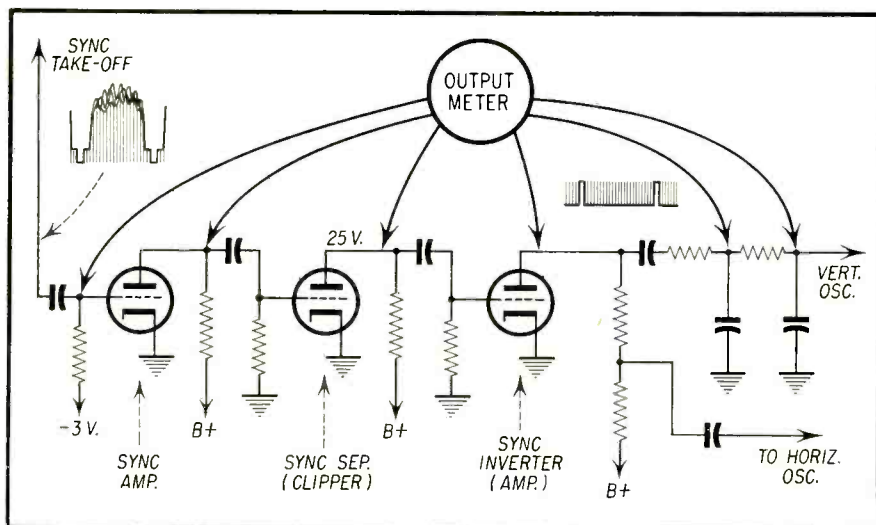 SYNC
TAKE-OFF
OUTPUT
METER
25 V.
VERT.
OSC.
-3 V.
B+
B+
SYNC
AMP.
SYNC SEP.
(CLIPPER)
SYNC
INVERTER
(AMP.)
B+
TO HORIZ.
OSC.